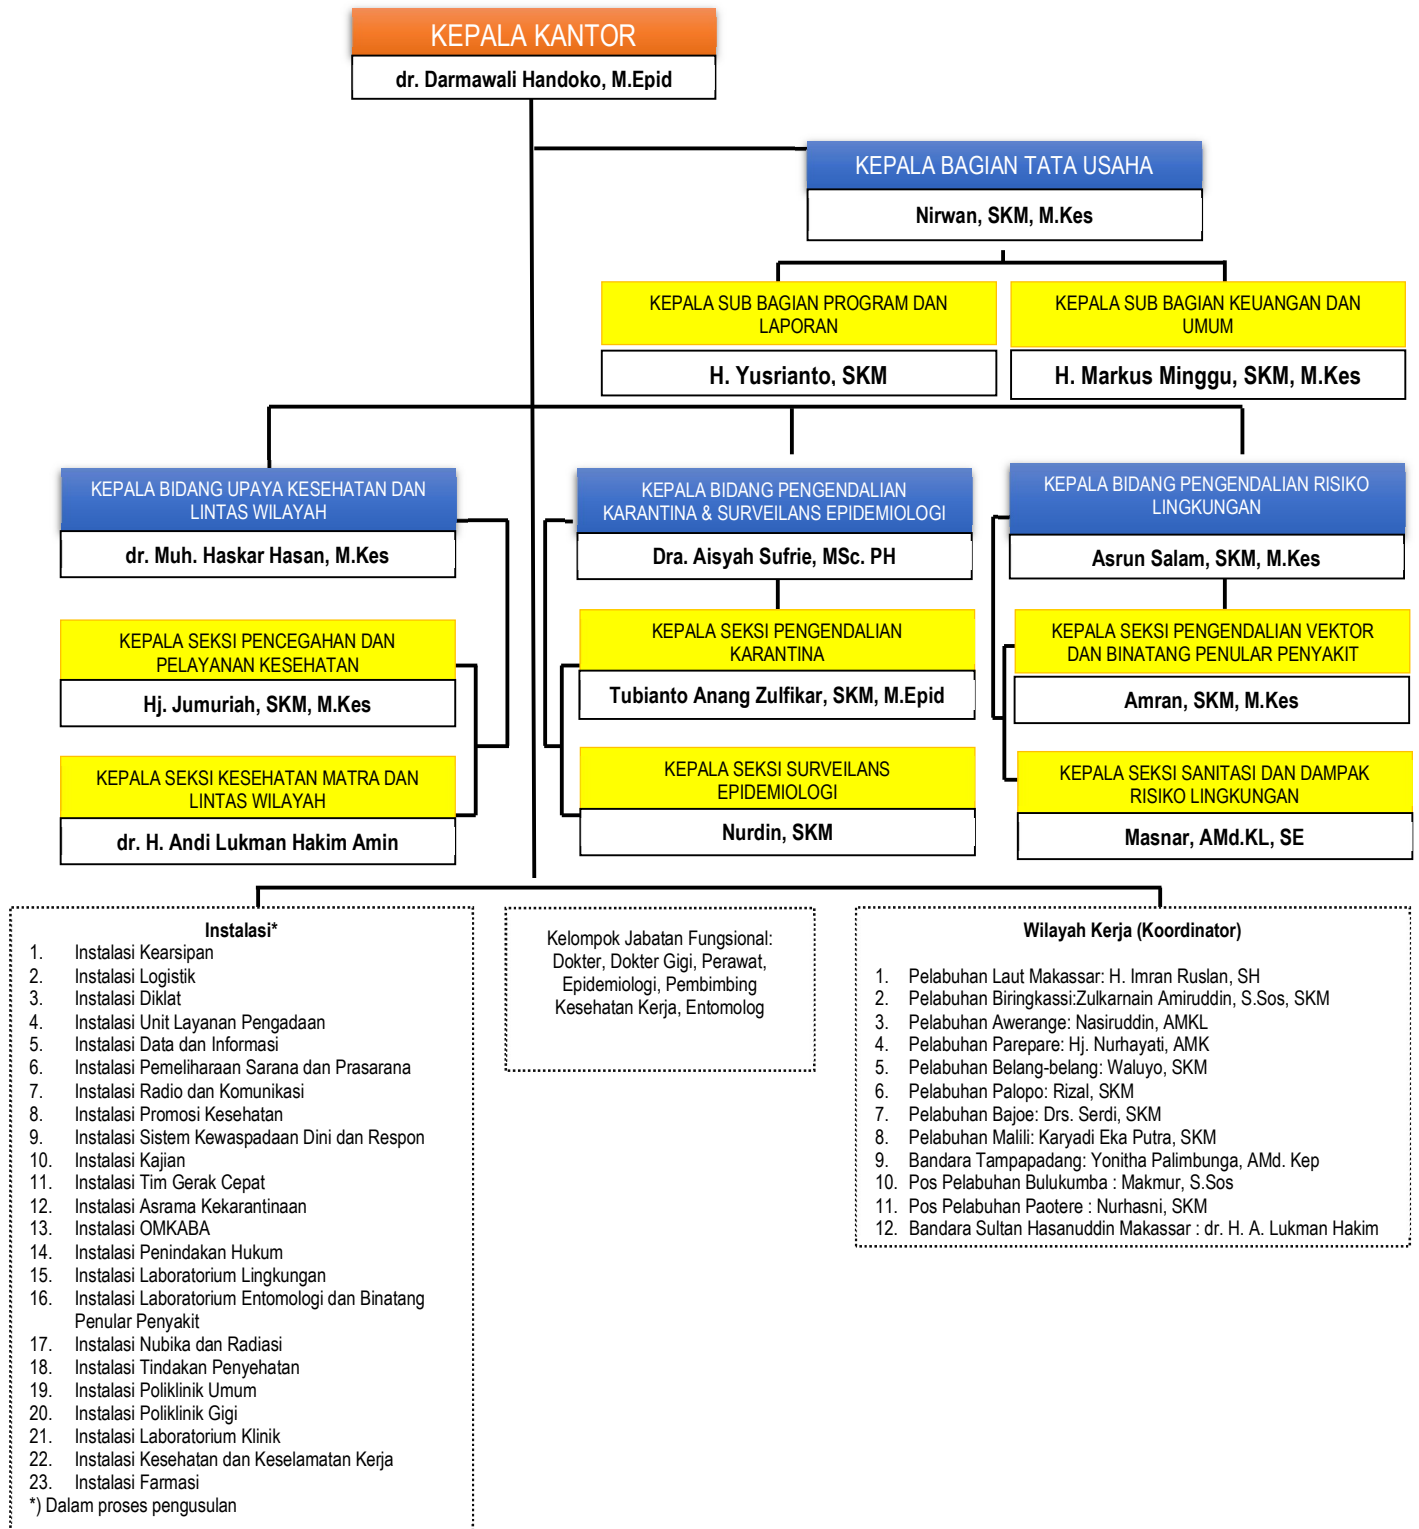 KEPALA KANTOR
dr. Darmawali Handoko, M.Epid
KEPALA BAGIAN TATA USAHA
Nirwan, SKM, M.Kes
KEPALA SUB BAGIAN PROGRAM DAN
LAPORAN
H. Yusrianto, SKM
KEPALA SUB BAGIAN KEUANGAN DAN
UMUM
H. Markus Minggu, SKM, M.Kes
KEPALA BIDANG UPAYA KESEHATAN DAN
LINTAS WILAYAH
dr. Muh. Haskar Hasan, M.Kes
KEPALA SEKSI PENCEGAHAN DAN
PELAYANAN KESEHATAN
Hj. Jumuriah, SKM, M.Kes
KEPALA SEKSI KESEHATAN MATRA DAN
LINTAS WILAYAH
dr. H. Andi Lukman Hakim Amin
KEPALA BIDANG PENGENDALIAN
KARANTINA & SURVEILANS EPIDEMIOLOGI
Dra. Aisyah Sufrie, MSc. PH
KEPALA SEKSI PENGENDALIAN
KARANTINA
Tubianto Anang Zulfikar, SKM, M.Epid
KEPALA SEKSI SURVEILANS
EPIDEMIOLOGI
Nurdin, SKM
KEPALA BIDANG PENGENDALIAN RISIKO
LINGKUNGAN
Asrun Salam, SKM, M.Kes
KEPALA SEKSI PENGENDALIAN VEKTOR
DAN BINATANG PENULAR PENYAKIT
Amran, SKM, M.Kes
KEPALA SEKSI SANITASI DAN DAMPAK
RISIKO LINGKUNGAN
Masnar, AMd.KL, SE
Instalasi*
1. Instalasi Kearsipan
2. Instalasi Logistik
3. Instalasi Diklat
4. Instalasi Unit Layanan Pengadaan
5. Instalasi Data dan Informasi
6. Instalasi Pemeliharaan Sarana dan Prasarana
7. Instalasi Radio dan Komunikasi
8. Instalasi Promosi Kesehatan
9. Instalasi Sistem Kewaspadaan Dini dan Respon
10. Instalasi Kajian
11. Instalasi Tim Gerak Cepat
12. Instalasi Asrama Kekarantinaan
13. Instalasi OMKABA
14. Instalasi Penindakan Hukum
15. Instalasi Laboratorium Lingkungan
16. Instalasi Laboratorium Entomologi dan Binatang
Penular Penyakit
17. Instalasi Nubika dan Radiasi
18. Instalasi Tindakan Penyehatan
19. Instalasi Poliklinik Umum
20. Instalasi Poliklinik Gigi
21. Instalasi Laboratorium Klinik
22. Instalasi Kesehatan dan Keselamatan Kerja
23. Instalasi Farmasi
*) Dalam proses pengusulan
Kelompok Jabatan Fungsional:
Dokter, Dokter Gigi, Perawat,
Epidemiologi, Pembimbing
Kesehatan Kerja, Entomolog
Wilayah Kerja (Koordinator)
1. Pelabuhan Laut Makassar: H. Imran Ruslan, SH
2. Pelabuhan Biringkassi:Zulkarnain Amiruddin, S.Sos, SKM
3. Pelabuhan Awerange: Nasiruddin, AMKL
4. Pelabuhan Parepare: Hj. Nurhayati, AMK
5. Pelabuhan Belang-belang: Waluyo, SKM
6. Pelabuhan Palopo: Rizal, SKM
7. Pelabuhan Bajoe: Drs. Serdi, SKM
8. Pelabuhan Malili: Karyadi Eka Putra, SKM
9. Bandara Tampapadang: Yonitha Palimbunga, AMd. Kep
10. Pos Pelabuhan Bulukumba : Makmur, S.Sos
11. Pos Pelabuhan Paotere : Nurhasni, SKM
12. Bandara Sultan Hasanuddin Makassar : dr. H. A. Lukman Hakim